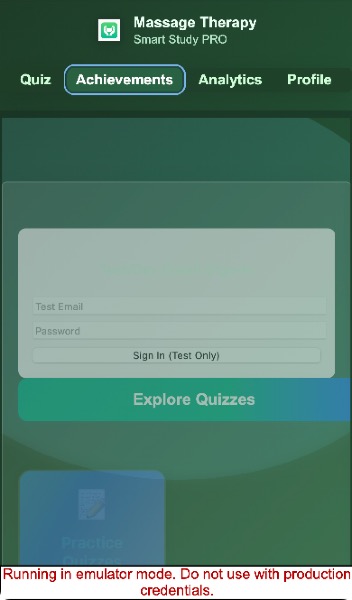 Massage Therapy
Smart Study PRO
Quiz Achievements Analytics Profile
Test Email
Password
Sign In (Test Only)
Explore Quizzes
Practice
Quizzes
Running in emulator mode. Do not use with production
credentials.